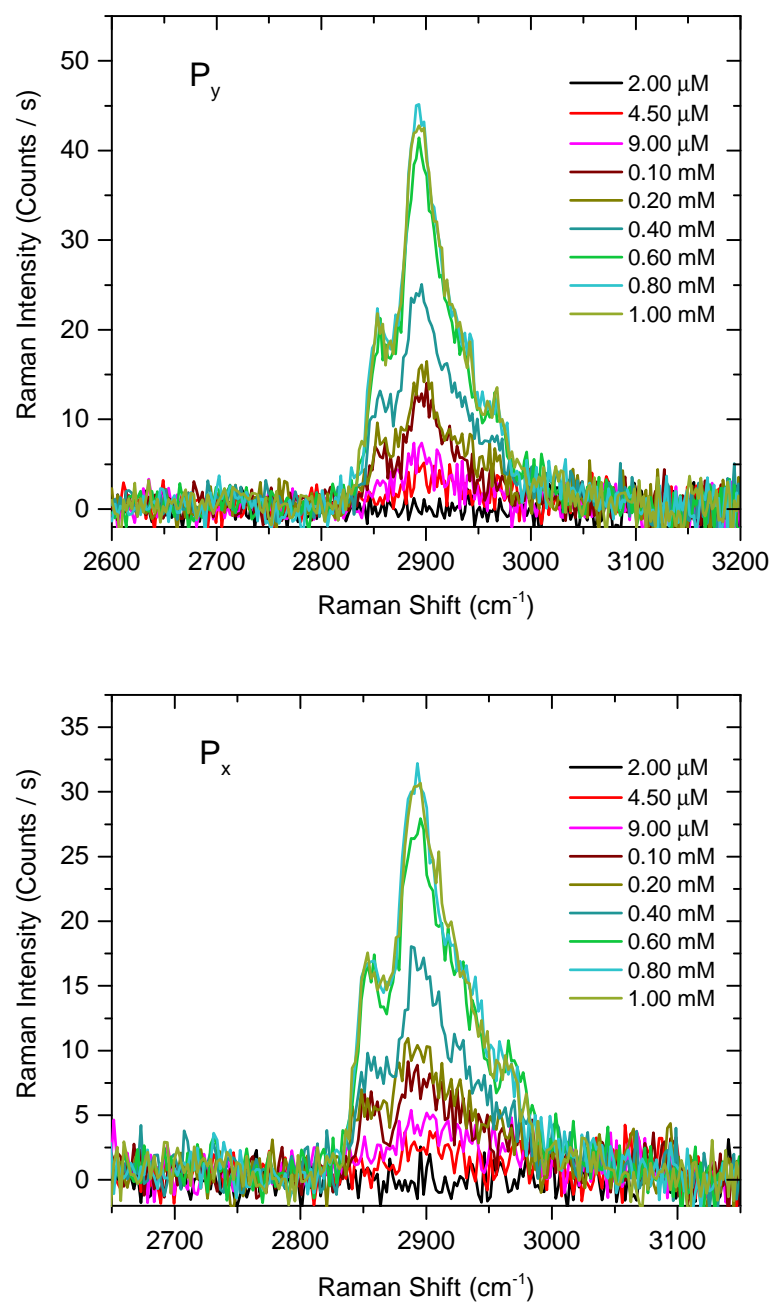 P_y
Raman Intensity (Counts / s)
50
40
30
20
10
0
2.00 μM
4.50 μM
9.00 μM
0.10 mM
0.20 mM
0.40 mM
0.60 mM
0.80 mM
1.00 mM
2600 2700 2800 2900 3000 3100 3200
Raman Shift (cm⁻¹)
P_x
Raman Intensity (Counts / s)
35
30
25
20
15
10
5
0
2.00 μM
4.50 μM
9.00 μM
0.10 mM
0.20 mM
0.40 mM
0.60 mM
0.80 mM
1.00 mM
2700 2800 2900 3000 3100
Raman Shift (cm⁻¹)